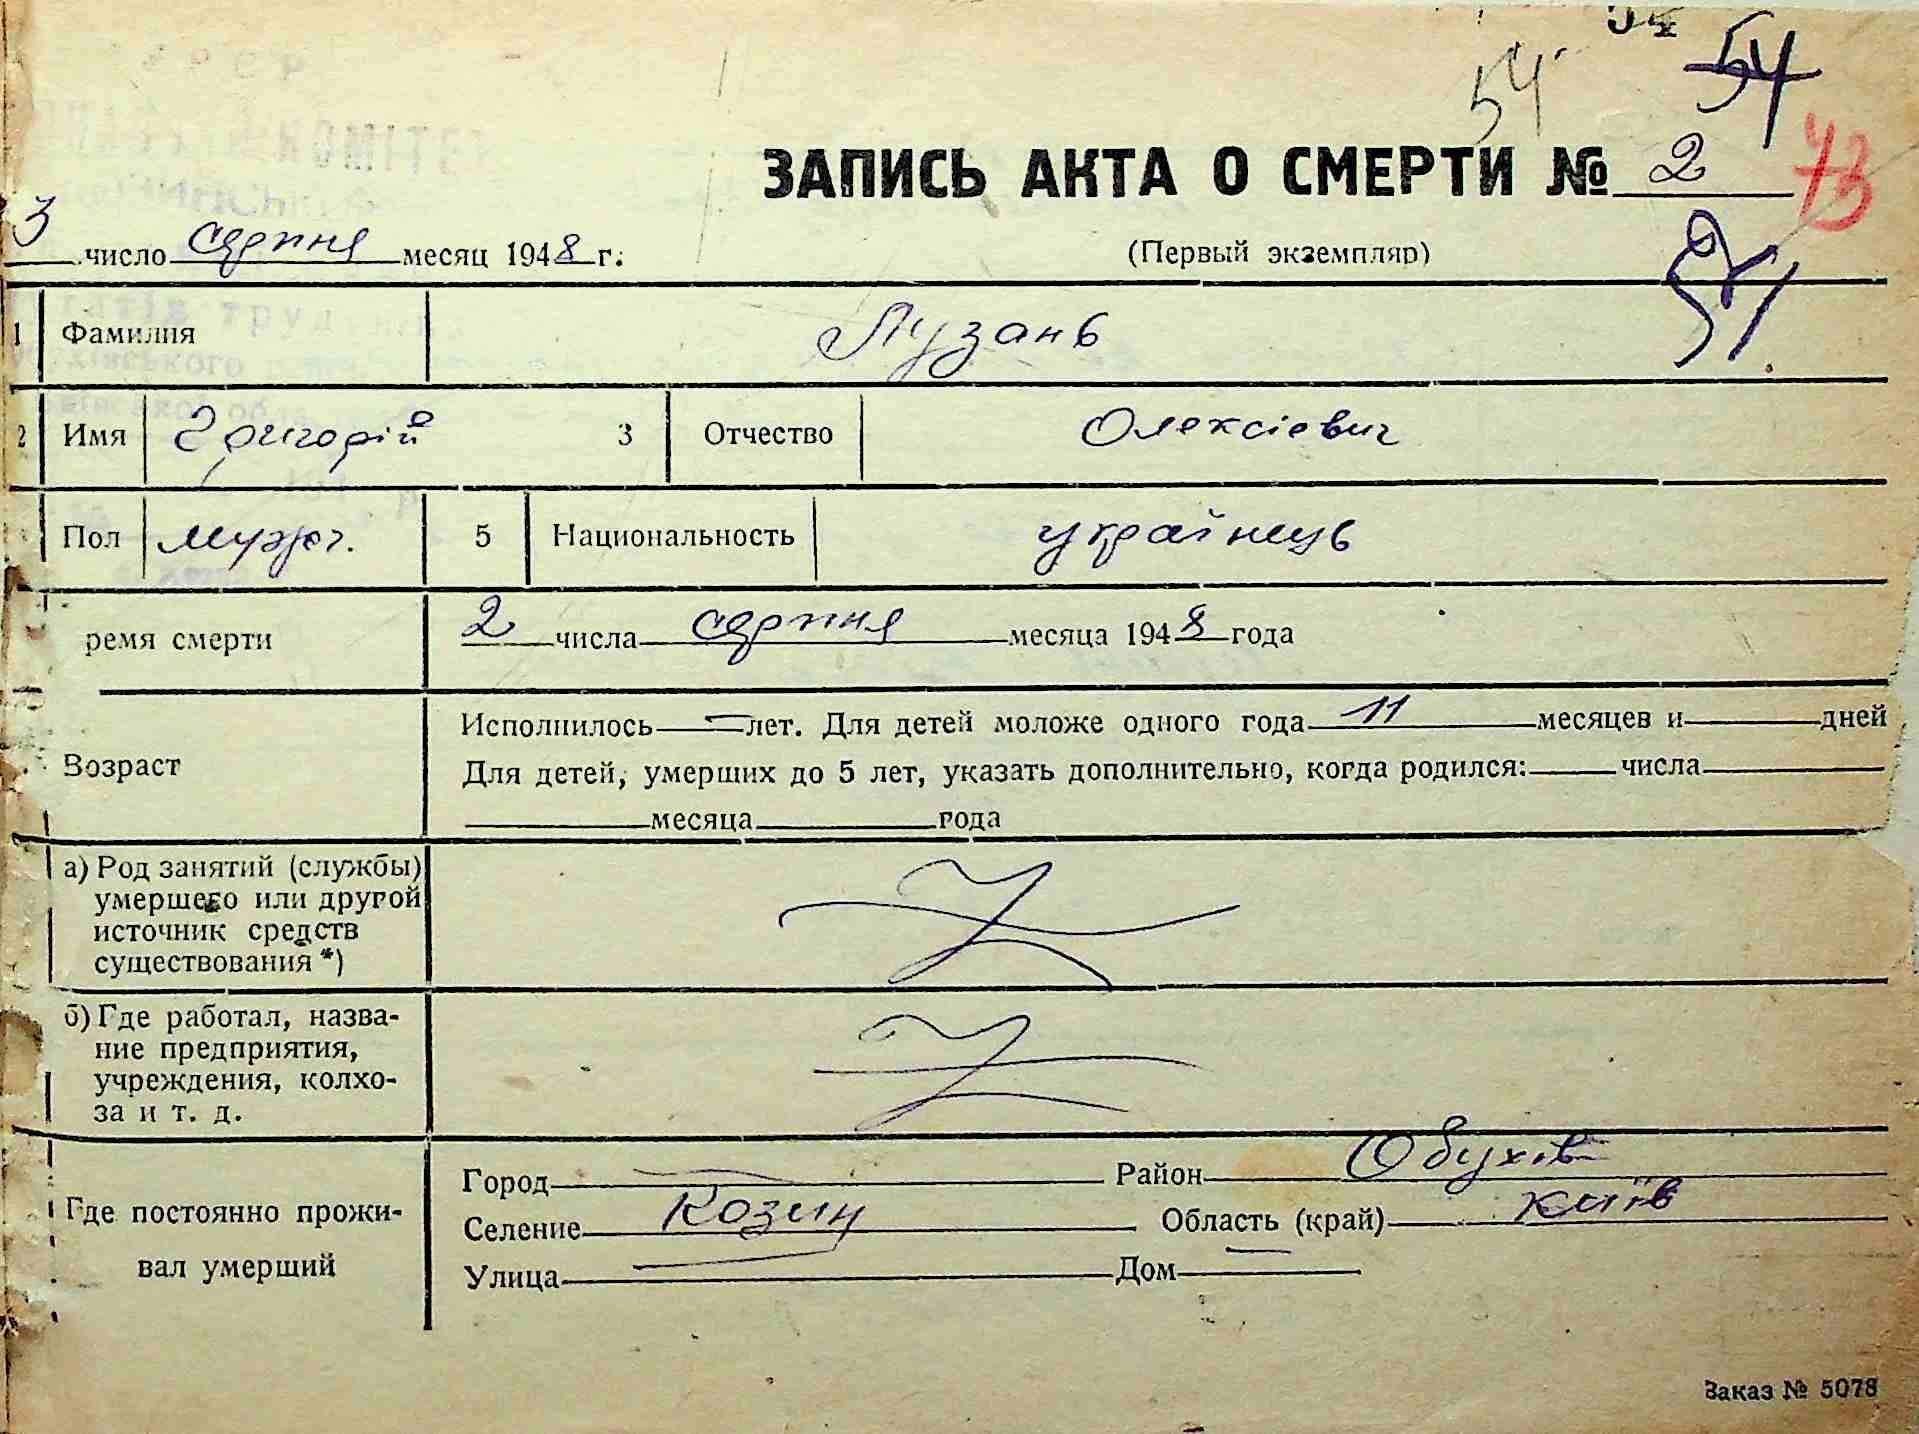 54
54 54
ЗАПИСЬ АКТА О СМЕРТИ № 2 73
3 число серпня месяц 1948 г.
(Первый экземпляр)
51
1 Фамилия Лузань
2 Имя Григорій 3 Отчество Олексієвич
Пол мужч. 5 Национальность українець
ремя смерти 2 числа серпня месяца 1948 года
Возраст
Исполнилось — лет. Для детей моложе одного года 11 месяцев и дней
Для детей, умерших до 5 лет, указать дополнительно, когда родился: числа
месяца года
а) Род занятий (службы)
умершего или другой
источник средств
существования *)
б) Где работал, назва-
ние предприятия,
учреждения, колхо-
за и т. д.
Где постоянно прожи-
вал умерший
Город — Район Обухів
Селение Козин Область (край) Київ
Улица — Дом —
Заказ № 5078